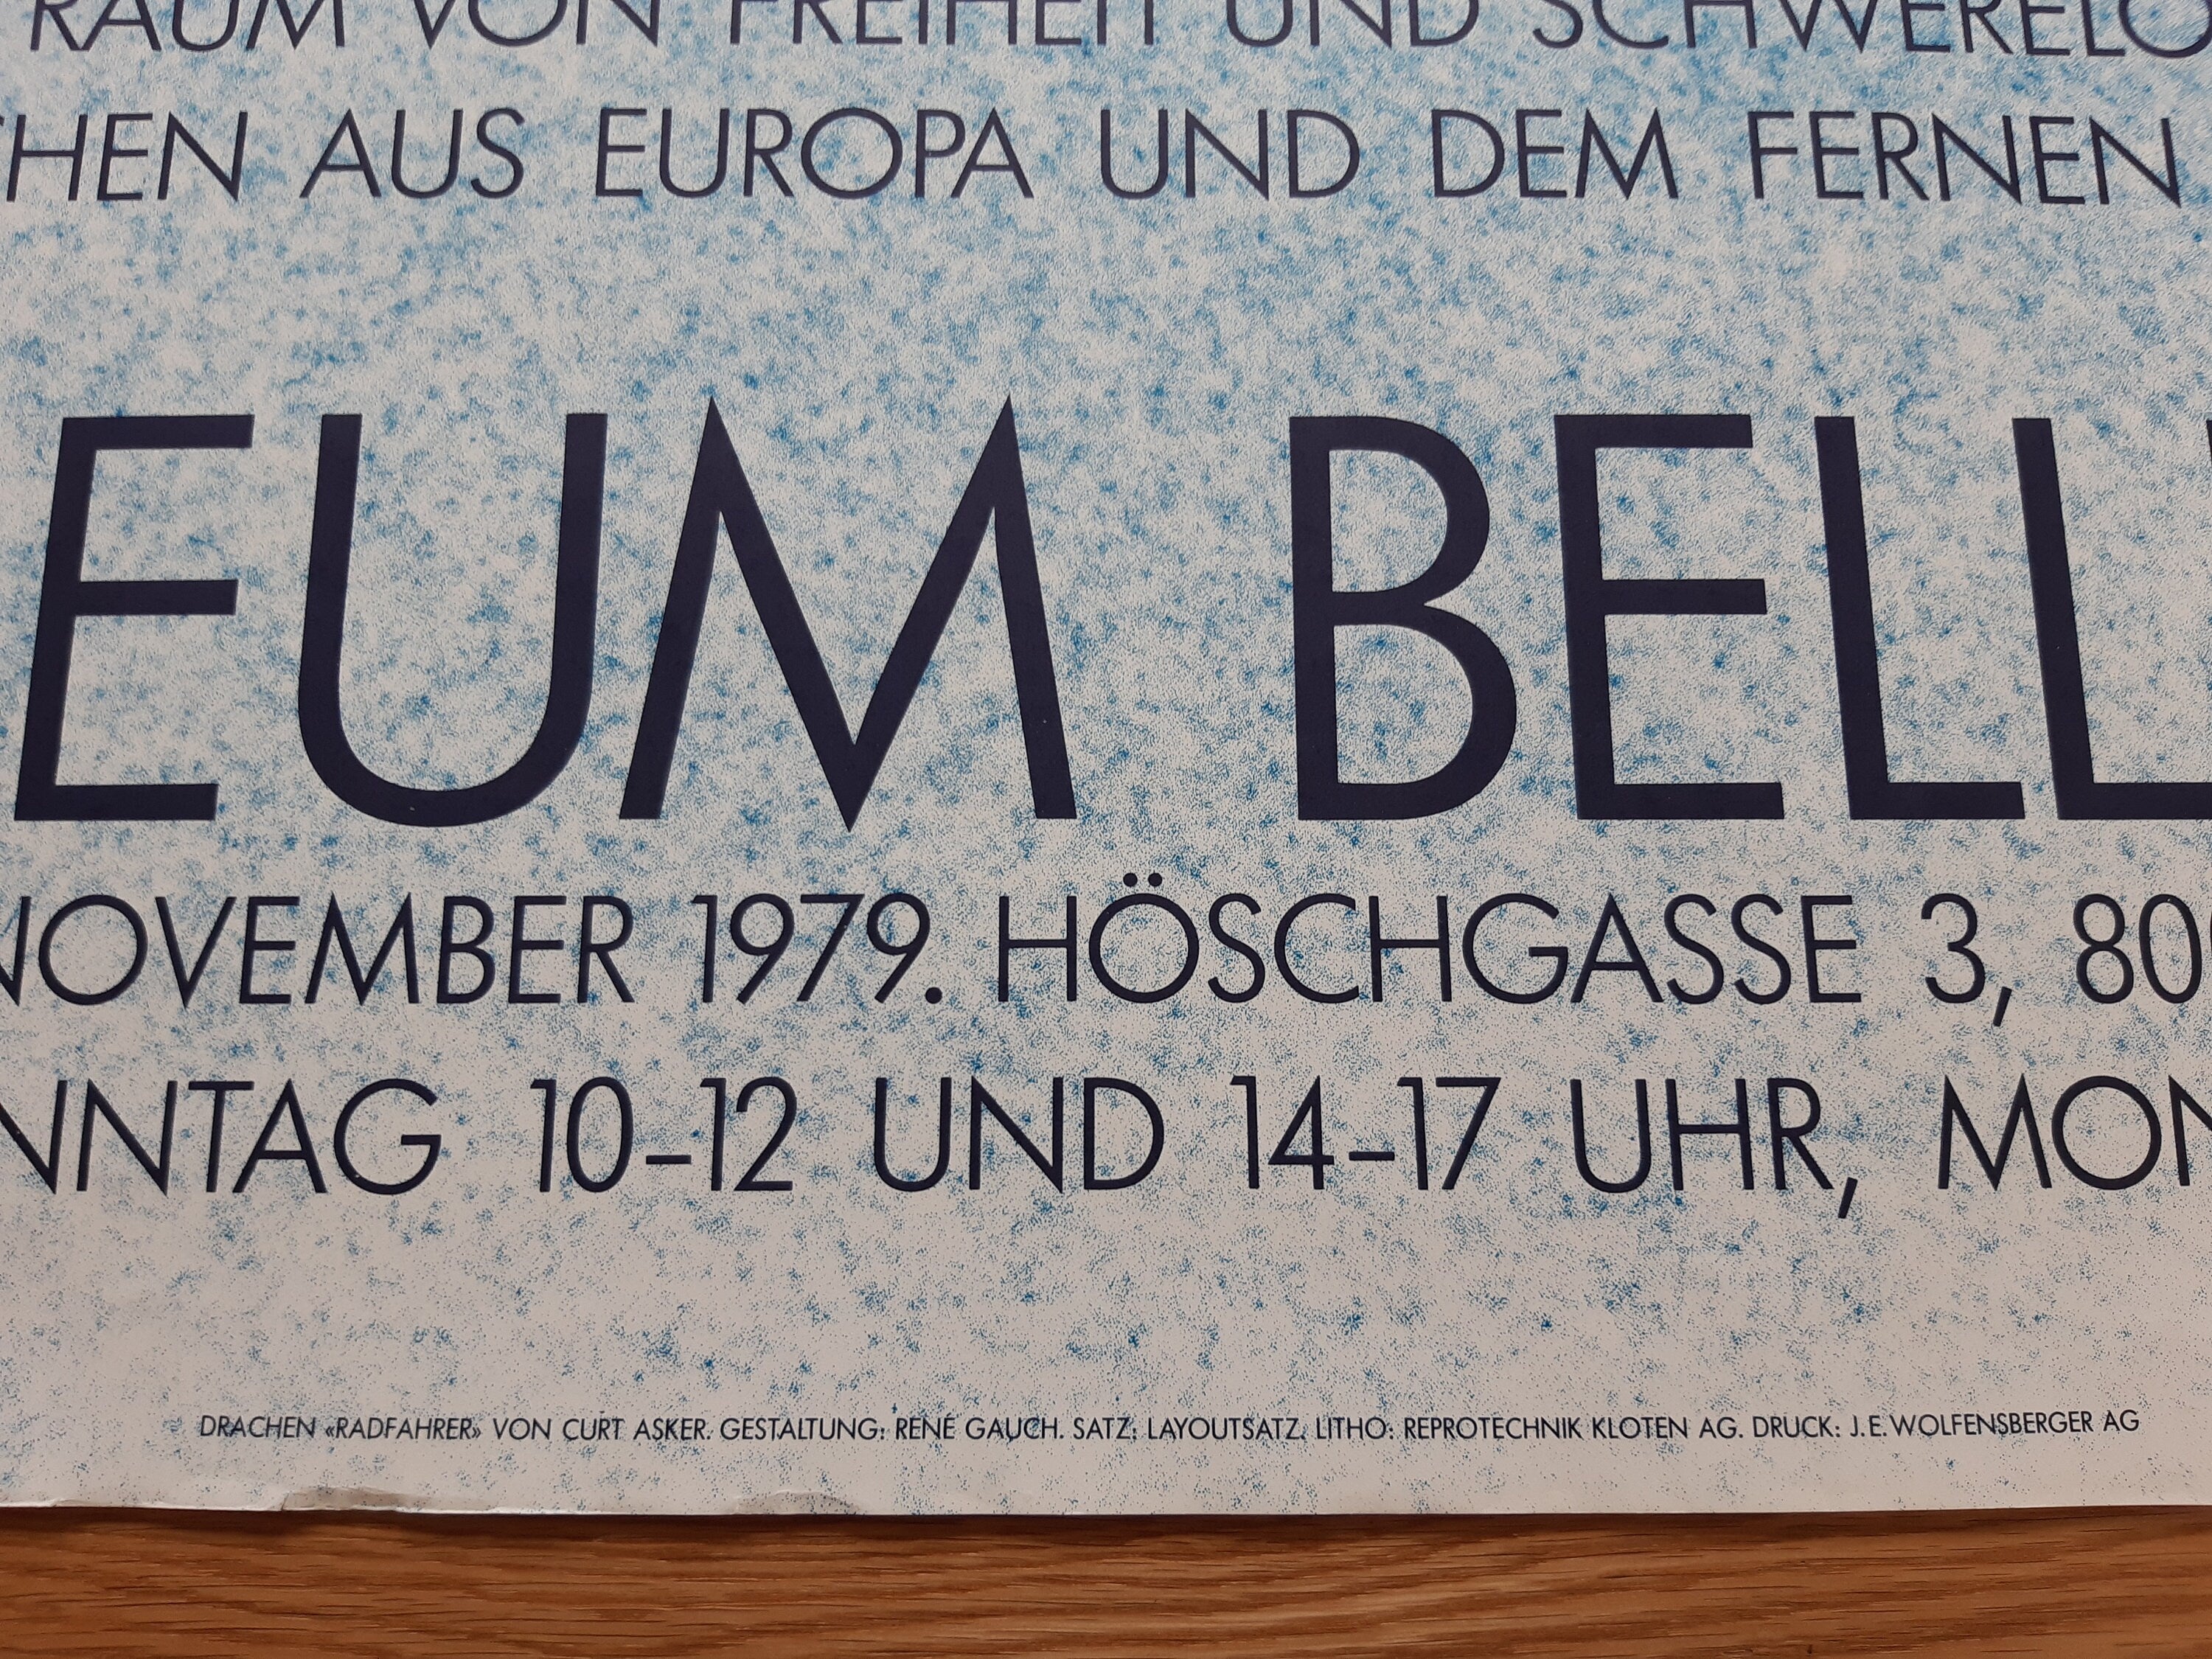 RAUM VON FREIHEIT UND SCHWERELO
CHEN AUS EUROPA UND DEM FERNEN
EUM BELL
NOVEMBER 1979. HÖSCHGASSE 3, 80
NNTAG 10–12 UND 14–17 UHR, MON
DRACHEN «RADFAHRER» VON CURT ASKER. GESTALTUNG: RENÉ GAUCH. SATZ: LAYOUTSATZ. LITHO: REPROTECHNIK KLOTEN AG. DRUCK: J.E. WOLFENSBERGER AG